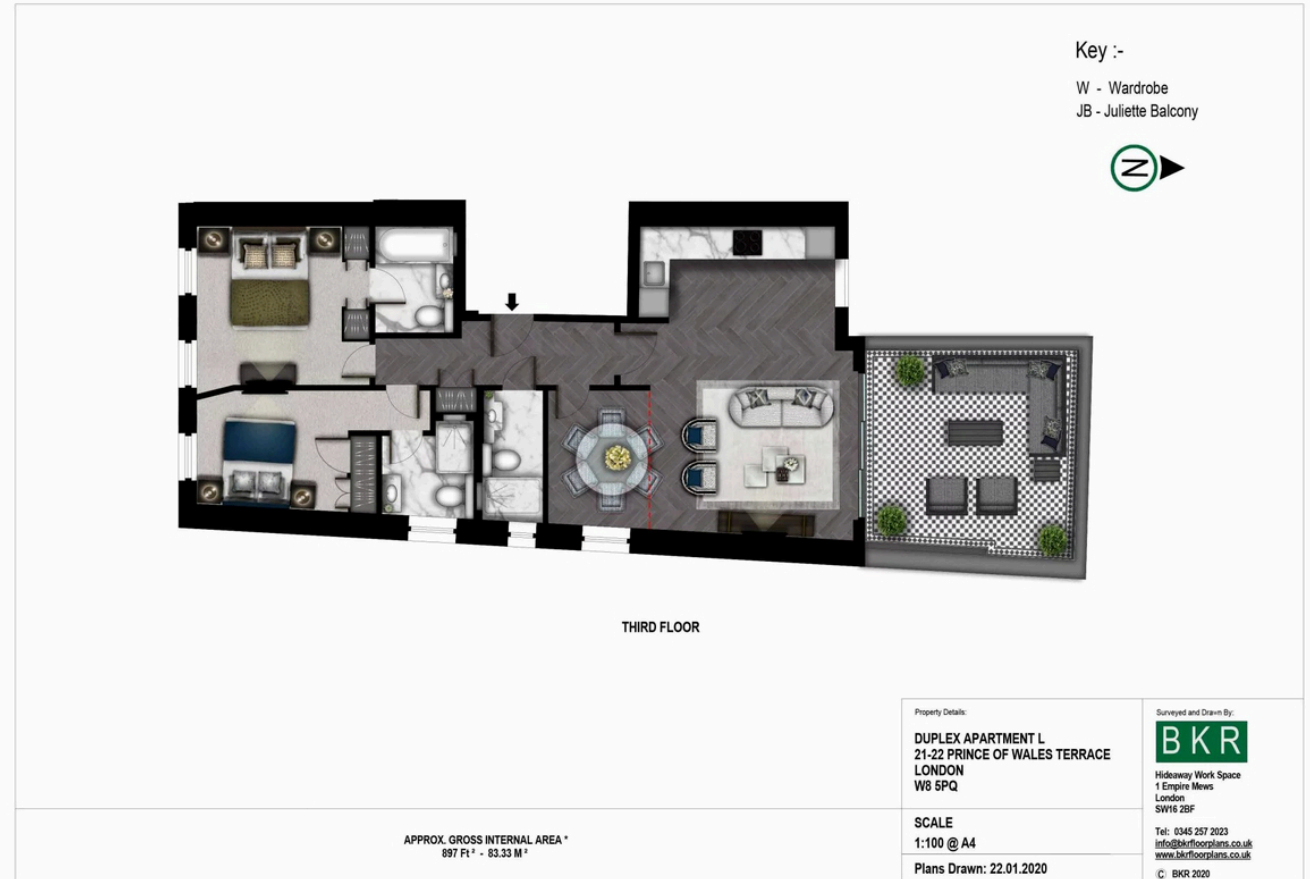 Key :-
W - Wardrobe
JB - Juliette Balcony
N
THIRD FLOOR
APPROX. GROSS INTERNAL AREA *
897 Ft ² - 83.33 M ²
Property Details:
DUPLEX APARTMENT L
21-22 PRINCE OF WALES TERRACE
LONDON
W8 5PQ
SCALE
1:100 @ A4
Plans Drawn: 22.01.2020
Surveyed and Drawn By:
BKR
Hideaway Work Space
1 Empire Mews
London
SW16 2BF
Tel: 0345 257 2023
info@bkrfloorplans.co.uk
www.bkrfloorplans.co.uk
© BKR 2020